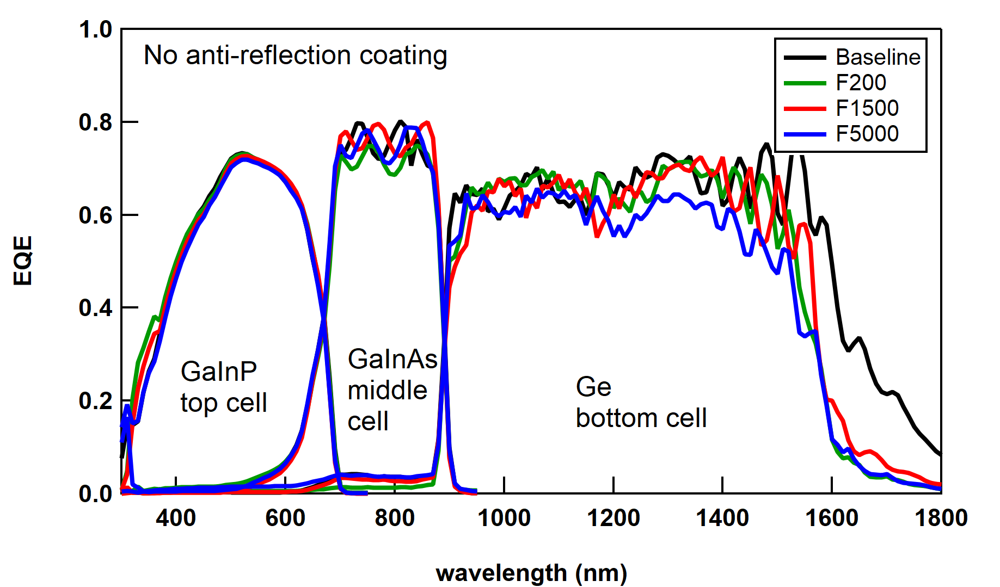 1.0
No anti-reflection coating
Baseline
F200
F1500
F5000
0.8
0.6
0.4
0.2
0.0
EQE
GaInP
top cell
GaInAs
middle
cell
Ge
bottom cell
400 600 800 1000 1200 1400 1600 1800
wavelength (nm)